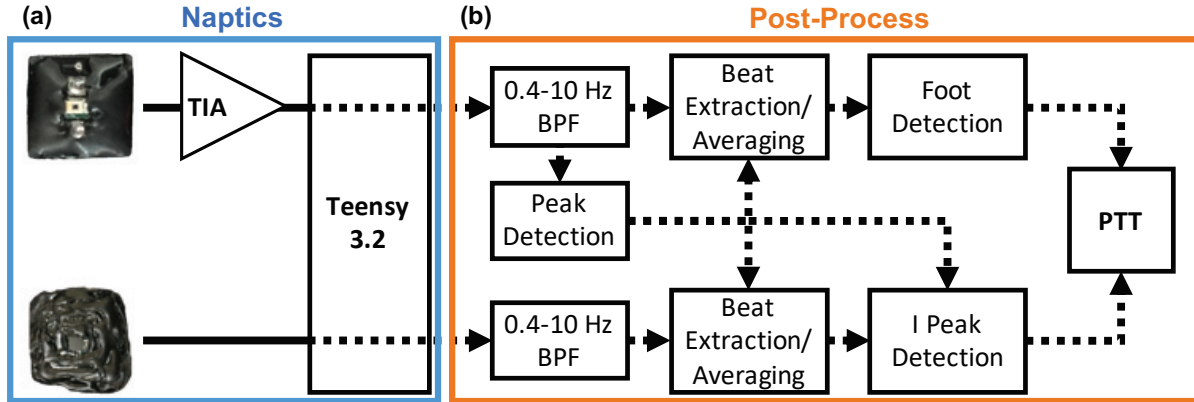 (a)
Naptics
TIA
Teensy
3.2
(b)
Post-Process
0.4-10 Hz
BPF
Beat
Extraction/
Averaging
Foot
Detection
Peak
Detection
PTT
0.4-10 Hz
BPF
Beat
Extraction/
Averaging
I Peak
Detection